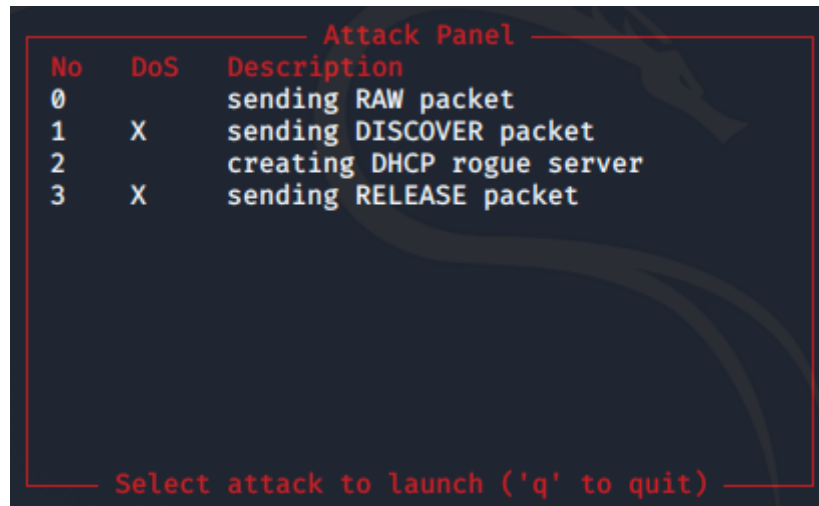 Attack Panel
No DoS Description
0 sending RAW packet
1 X sending DISCOVER packet
2 creating DHCP rogue server
3 X sending RELEASE packet
Select attack to launch ('q' to quit)